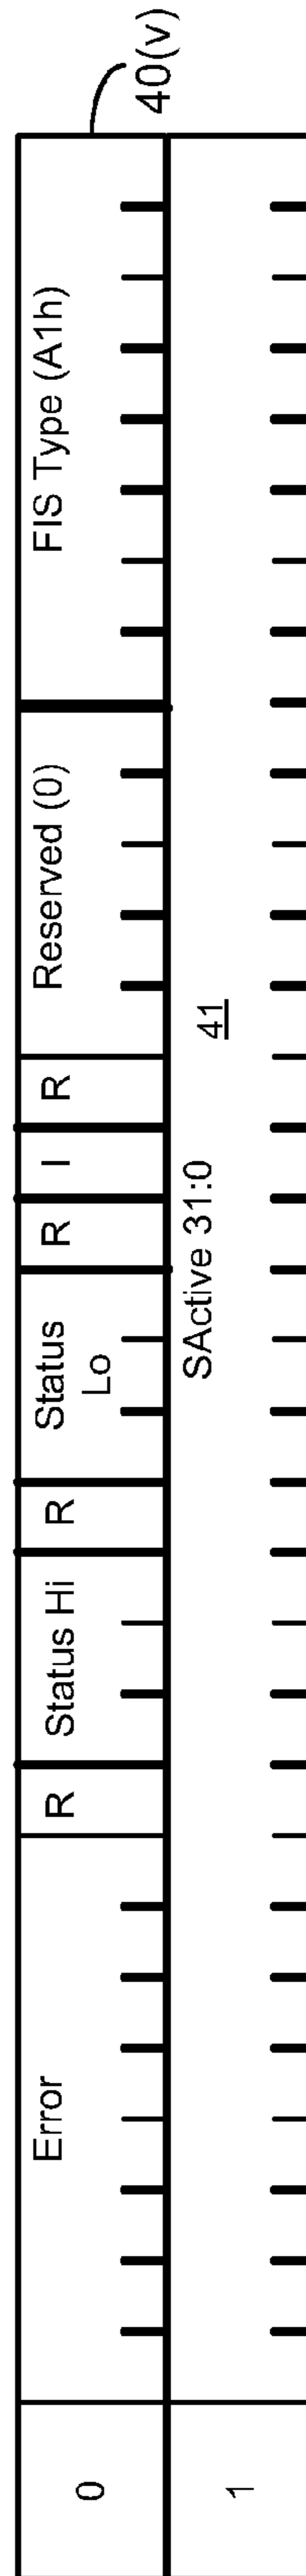 40(v)
0 Error R Status Hi R Status Lo R I R Reserved (0) FIS Type (A1h)
1 SActive 31:0 41